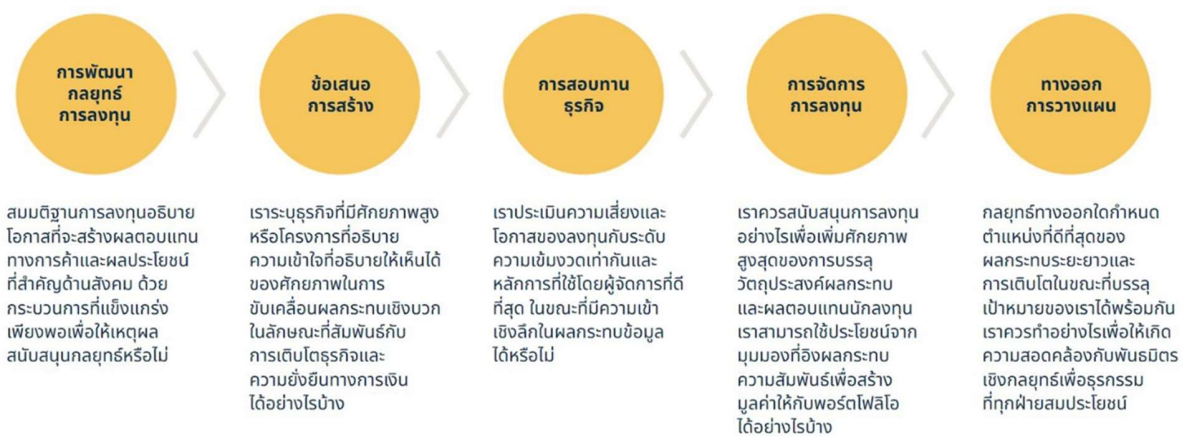 การพัฒนา
กลยุทธ์
การลงทุน
ข้อเสนอ
การสร้าง
การสอบทาน
ธุรกิจ
การจัดการ
การลงทุน
ทางออก
การวางแผน
สมมติฐานการลงทุนอธิบาย
โอกาสที่จะสร้างผลตอบแทน
ทางการค้าและผลประโยชน์
ที่สำคัญด้านสังคม ด้วย
กระบวนการที่แข็งแกร่ง
เพียงพอเพื่อให้เหตุผล
สนับสนุนกลยุทธ์หรือไม่
เราระบุธุรกิจที่มีศักยภาพสูง
หรือโครงการที่อธิบาย
ความเข้าใจที่อธิบายให้เห็นได้
ของศักยภาพในการ
ขับเคลื่อนผลกระทบเชิงบวก
ในลักษณะที่สัมพันธ์กับ
การเติบโตธุรกิจและ
ความยั่งยืนทางการเงิน
ได้อย่างไรบ้าง
เราประเมินความเสี่ยงและ
โอกาสของลงทุนกับระดับ
ความเข้มงวดเท่ากันและ
หลักการที่ใช้โดยผู้จัดการที่ดี
ที่สุด ในขณะที่มีความเข้า
เชิงลึกในผลกระทบข้อมูล
ได้หรือไม่
เราควรสนับสนุนการลงทุน
อย่างไรเพื่อเพิ่มศักยภาพ
สูงสุดของการบรรลุ
วัตถุประสงค์ผลกระทบ
และผลตอบแทนนักลงทุน
เราสามารถใช้ประโยชน์จาก
มุมมองที่อิงผลกระทบ
ความสัมพันธ์เพื่อสร้าง
มูลค่าให้กับพอร์ตโฟลิโอ
ได้อย่างไรบ้าง
กลยุทธ์ทางออกใดกำหนด
ตำแหน่งที่ดีที่สุดของ
ผลกระทบระยะยาวและ
การเติบโตในขณะที่บรรลุ
เป้าหมายของเราได้พร้อมกัน
เราควรทำอย่างไรเพื่อให้เกิด
ความสอดคล้องกับพันธมิตร
เชิงกลยุทธ์เพื่อธุรกรรม
ที่ทุกฝ่ายสมประโยชน์